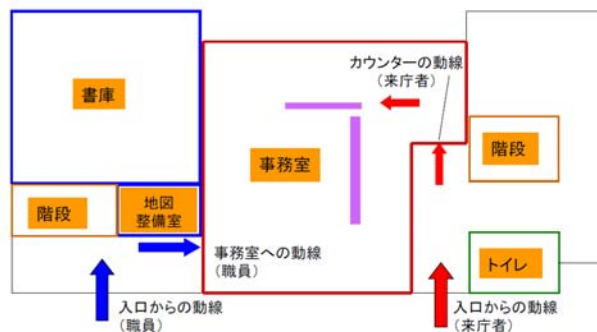 カウンターの動線
（来庁者）
書庫
事務室
階段
階段
地図
整備室
事務室への動線
（職員）
トイレ
入口からの動線
（職員）
入口からの動線
（来庁者）